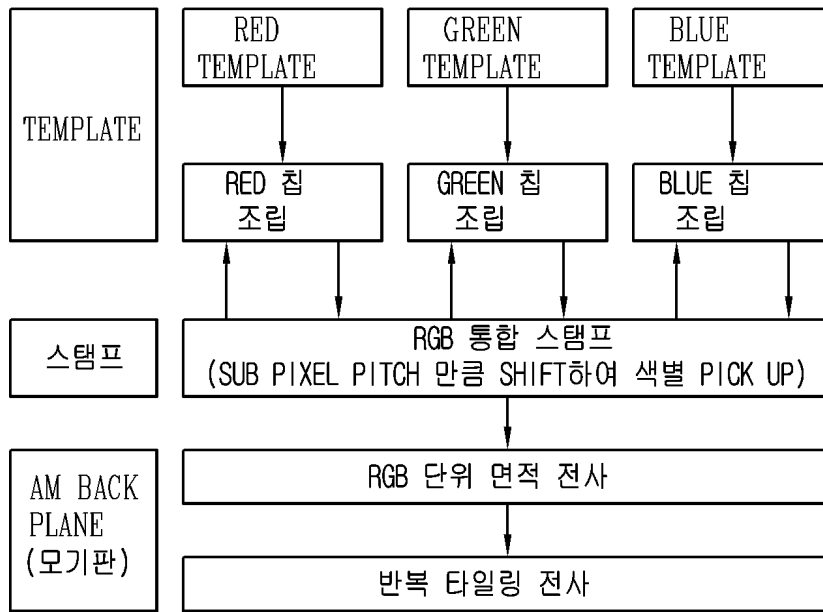 TEMPLATE
RED
TEMPLATE
GREEN
TEMPLATE
BLUE
TEMPLATE
RED 칩
조립
GREEN 칩
조립
BLUE 칩
조립
스탬프
RGB 통합 스탬프
(SUB PIXEL PITCH 만큼 SHIFT하여 색별 PICK UP)
AM BACK
PLANE
(모기판)
RGB 단위 면적 전사
반복 타일링 전사